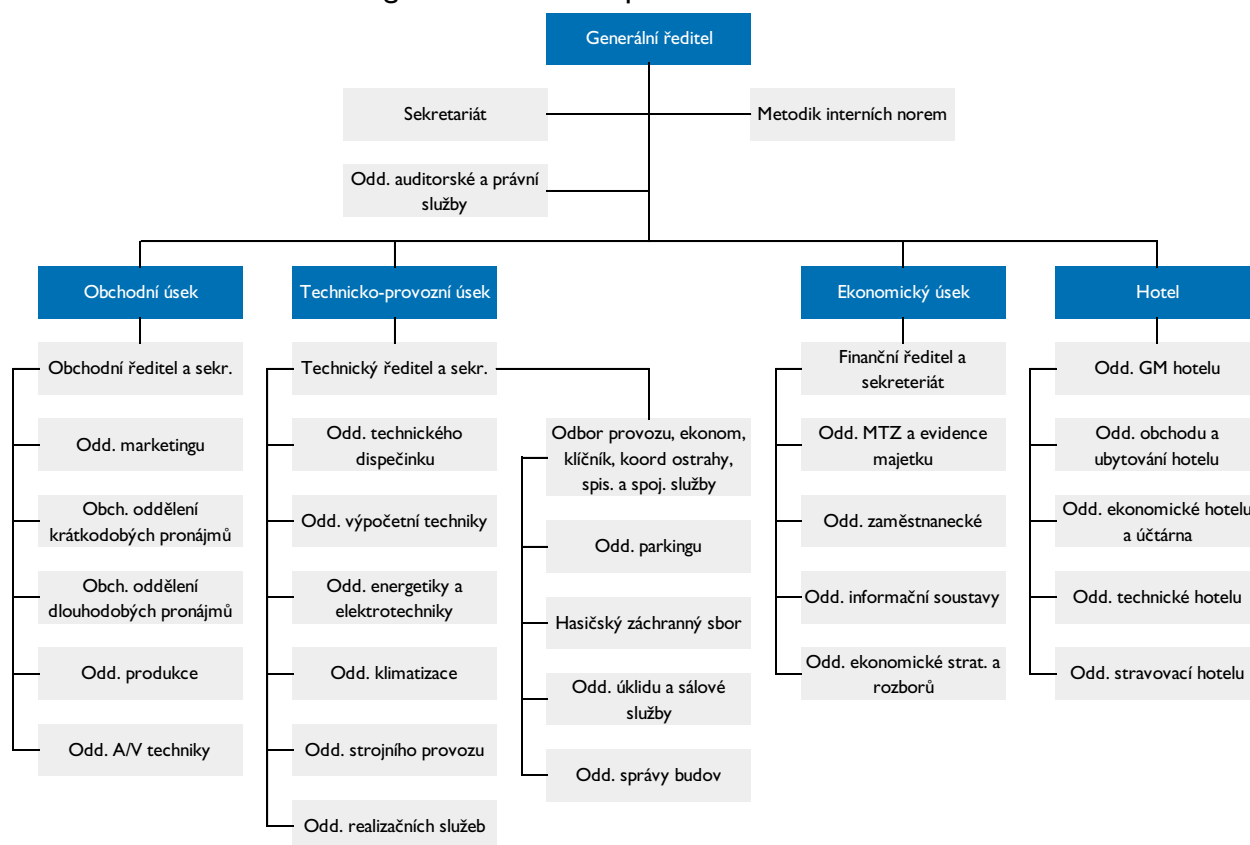 Generální ředitel
Sekretariát
Metodik interních norem
Odd. auditorské a právní
služby
Obchodní úsek
Technicko-provozní úsek
Ekonomický úsek
Hotel
Obchodní ředitel a sekr.
Odd. marketingu
Obch. oddělení
krátkodobých pronájmů
Obch. oddělení
dlouhodobých pronájmů
Odd. produkce
Odd. A/V techniky
Technický ředitel a sekr.
Odd. technického
dispečinku
Odd. výpočetní techniky
Odd. energetiky a
elektrotechniky
Odd. klimatizace
Odd. strojního provozu
Odd. realizačních služeb
Odbor provozu, ekonom,
klíčník, koord ostrahy,
spis. a spoj. služby
Odd. parkingu
Hasičský záchranný sbor
Odd. úklidu a sálové
služby
Odd. správy budov
Finanční ředitel a
sekreteriát
Odd. MTZ a evidence
majetku
Odd. zaměstnanecké
Odd. informační soustavy
Odd. ekonomické strat. a
rozborů
Odd. GM hotelu
Odd. obchodu a
ubytování hotelu
Odd. ekonomické hotelu
a účtárna
Odd. technické hotelu
Odd. stravovací hotelu